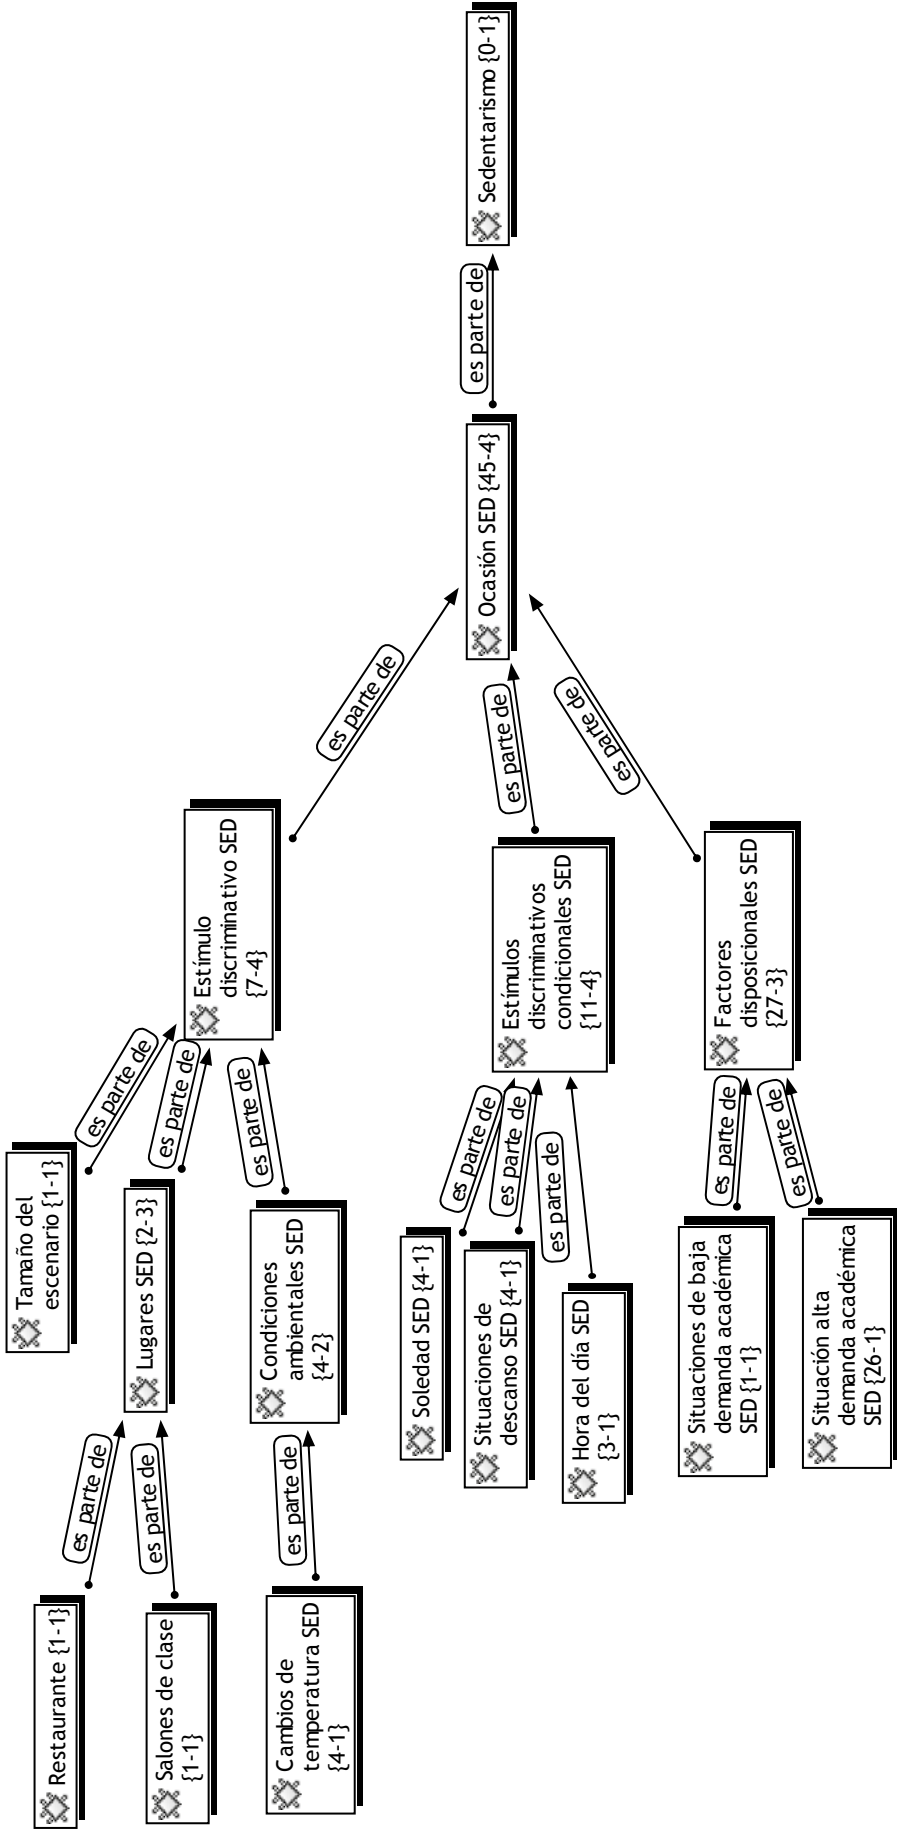 Sedentarismo {0-1}
es parte de
Ocasión SED {45-4}
es parte de
es parte de
es parte de
Estímulo
discriminativo SED
{7-4}
Estímulos
discriminativos
condicionales SED
{11-4}
Factores
disposicionales SED
{27-3}
es parte de
es parte de
es parte de
es parte de
es parte de
es parte de
es parte de
es parte de
Tamaño del
escenario {1-1}
Lugares SED {2-3}
Condiciones
ambientales SED
{4-2}
Soledad SED {4-1}
Situaciones de
descanso SED {4-1}
Hora del día SED
{3-1}
Situaciones de baja
demanda académica
SED {1-1}
Situación alta
demanda académica
SED {26-1}
es parte de
es parte de
es parte de
Restaurante {1-1}
Salones de clase
{1-1}
Cambios de
temperatura SED
{4-1}